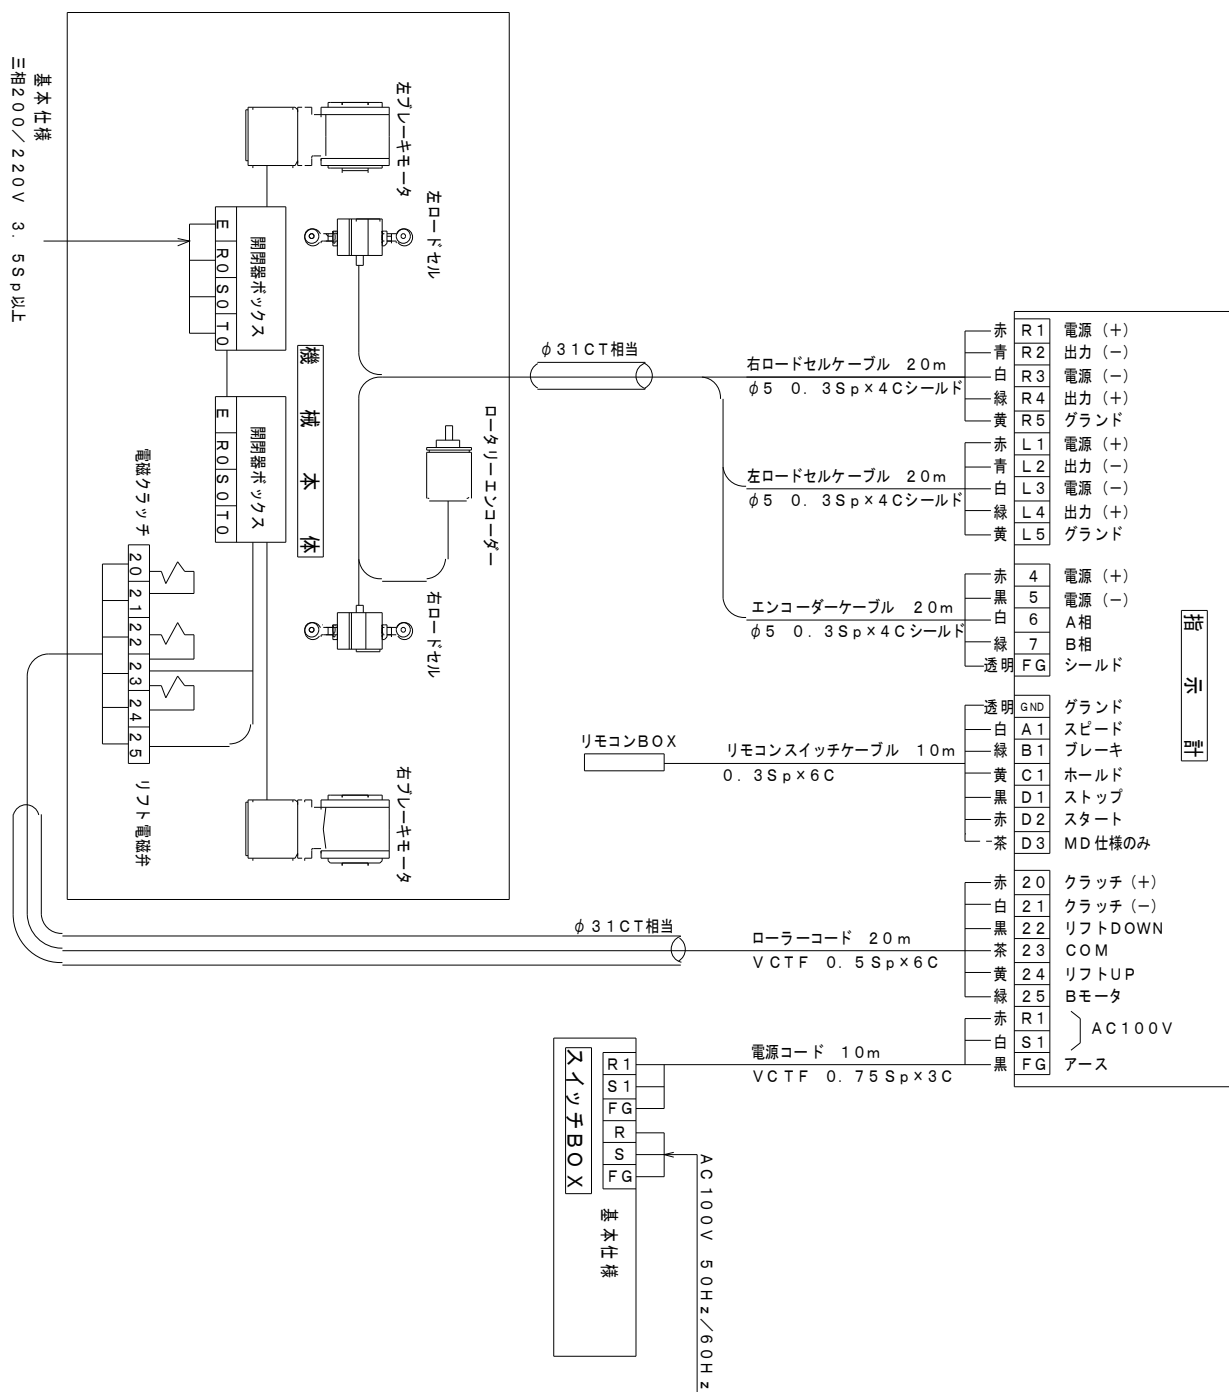 基本仕様
三相200/220V 3.5Sp以上
左ブレーキモータ
左ロードセル
開閉器ボックス
E R0 S0 T0
機械本体
開閉器ボックス
E R0 S0 T0
ロータリーエンコーダー
右ロードセル
電磁クラッチ
20 21 22 23 24 25
リフト電磁弁
右ブレーキモータ
φ31CT相当
右ロードセルケーブル 20m
φ5 0.3Sp×4Cシールド
赤 R1 電源(+)
青 R2 出力(−)
白 R3 電源(−)
緑 R4 出力(+)
黄 R5 グランド
左ロードセルケーブル 20m
φ5 0.3Sp×4Cシールド
赤 L1 電源(+)
青 L2 出力(−)
白 L3 電源(−)
緑 L4 出力(+)
黄 L5 グランド
エンコーダーケーブル 20m
φ5 0.3Sp×4Cシールド
赤 4 電源(+)
黒 5 電源(−)
白 6 A相
緑 7 B相
透明 FG シールド
指示計
リモコンBOX
リモコンスイッチケーブル 10m
0.3Sp×6C
透明 GND グランド
白 A1 スピード
緑 B1 ブレーキ
黄 C1 ホールド
黒 D1 ストップ
赤 D2 スタート
茶 D3 MD仕様のみ
φ31CT相当
ローラーコード 20m
VCTF 0.5Sp×6C
赤 20 クラッチ(+)
白 21 クラッチ(−)
黒 22 リフトDOWN
茶 23 COM
黄 24 リフトUP
緑 25 Bモータ
電源コード 10m
VCTF 0.75Sp×3C
赤 R1
白 S1
AC100V
黒 FG アース
スイッチBOX
R1
S1
FG
R
S
FG
基本仕様
AC100V 50Hz/60Hz